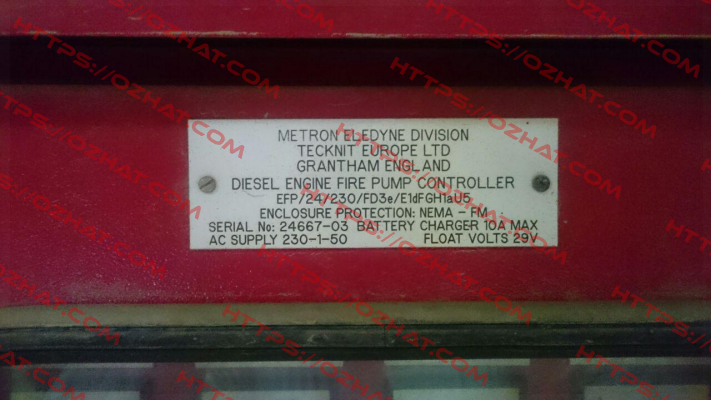 METRON ELEDYNE DIVISION
TECKNIT EUROPE LTD
GRANTHAM ENGLAND
DIESEL ENGINE FIRE PUMP CONTROLLER
EFP/24V230/FD3e/E1dFGH1aU5
ENCLOSURE PROTECTION: NEMA - FM
SERIAL No: 24667-03 BATTERY CHARGER 10A MAX
AC SUPPLY 230-1-50 FLOAT VOLTS 29V
HTTPS://OZHAT.COM